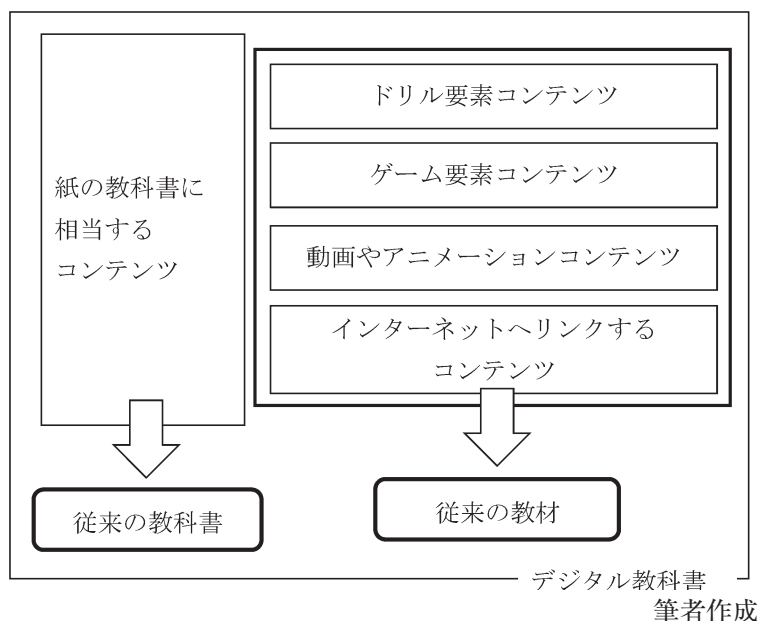 紙の教科書に
相当する
コンテンツ
ドリル要素コンテンツ
ゲーム要素コンテンツ
動画やアニメーションコンテンツ
インターネットへリンクする
コンテンツ
従来の教科書
従来の教材
デジタル教科書
筆者作成